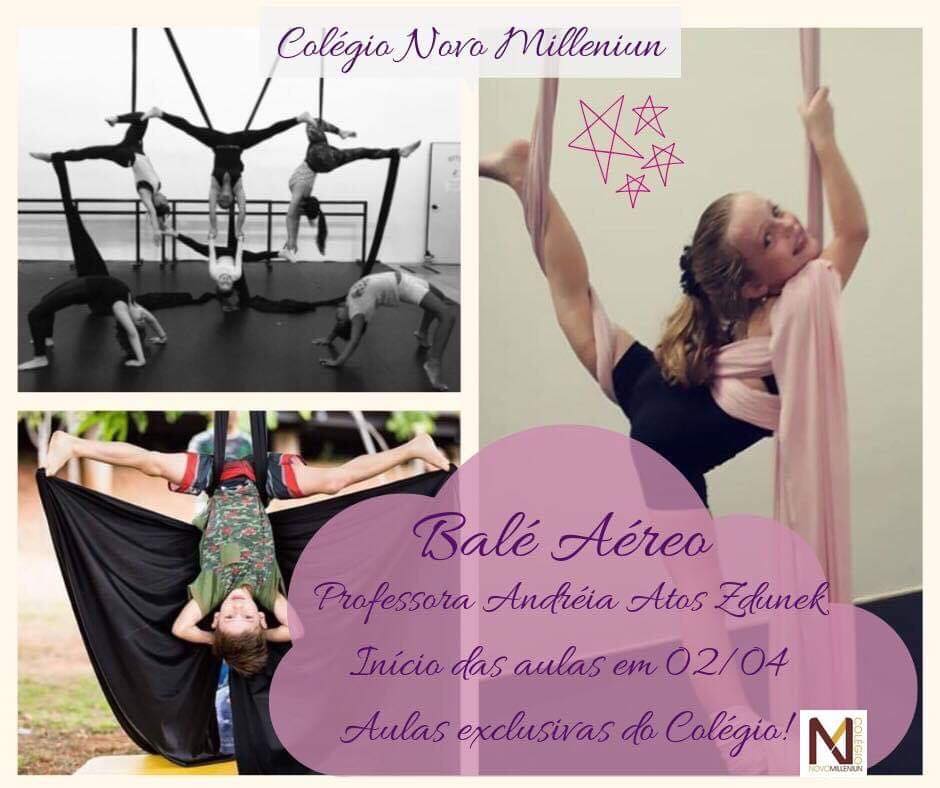 Colégio Novo Milleniun
Balé Aéreo
Professora Andréia Atos Zdunek
Início das aulas em 02/04
Aulas exclusivas do Colégio!
COLÉGIO
NOVO MILLENIUN